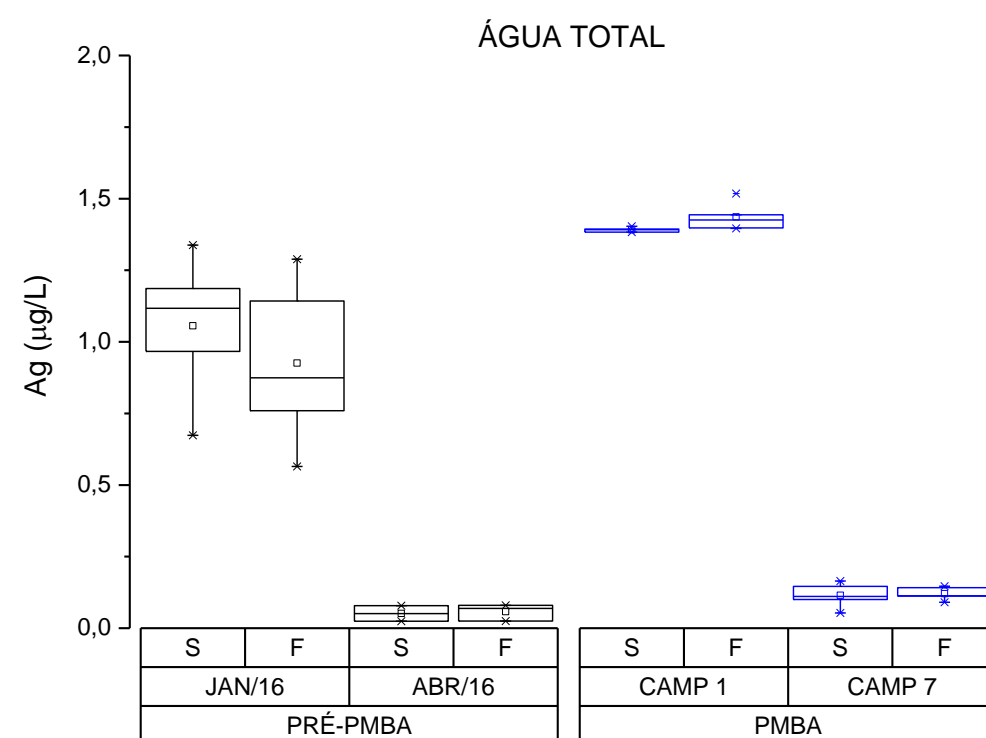 ÁGUA TOTAL
2,0
1,5
1,0
0,5
0,0
Ag (µg/L)
S F S F S F S F
JAN/16 ABR/16 CAMP 1 CAMP 7
PRÉ-PMBA PMBA